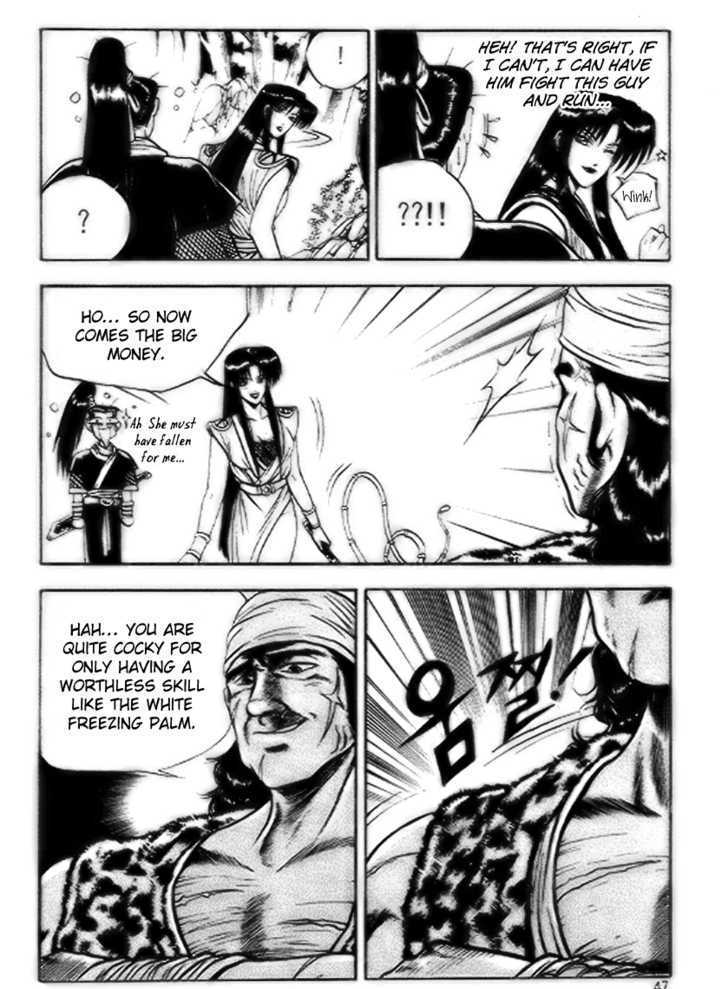 !
?
HEH! THAT'S RIGHT, IF
I CAN'T, I CAN HAVE
HIM FIGHT THIS GUY
AND RUN...
Wink!
??!!
HO... SO NOW
COMES THE BIG
MONEY.
Ah She must
have fallen
for me...
HAH... YOU ARE
QUITE COCKY FOR
ONLY HAVING A
WORTHLESS SKILL
LIKE THE WHITE
FREEZING PALM.
움찔
47